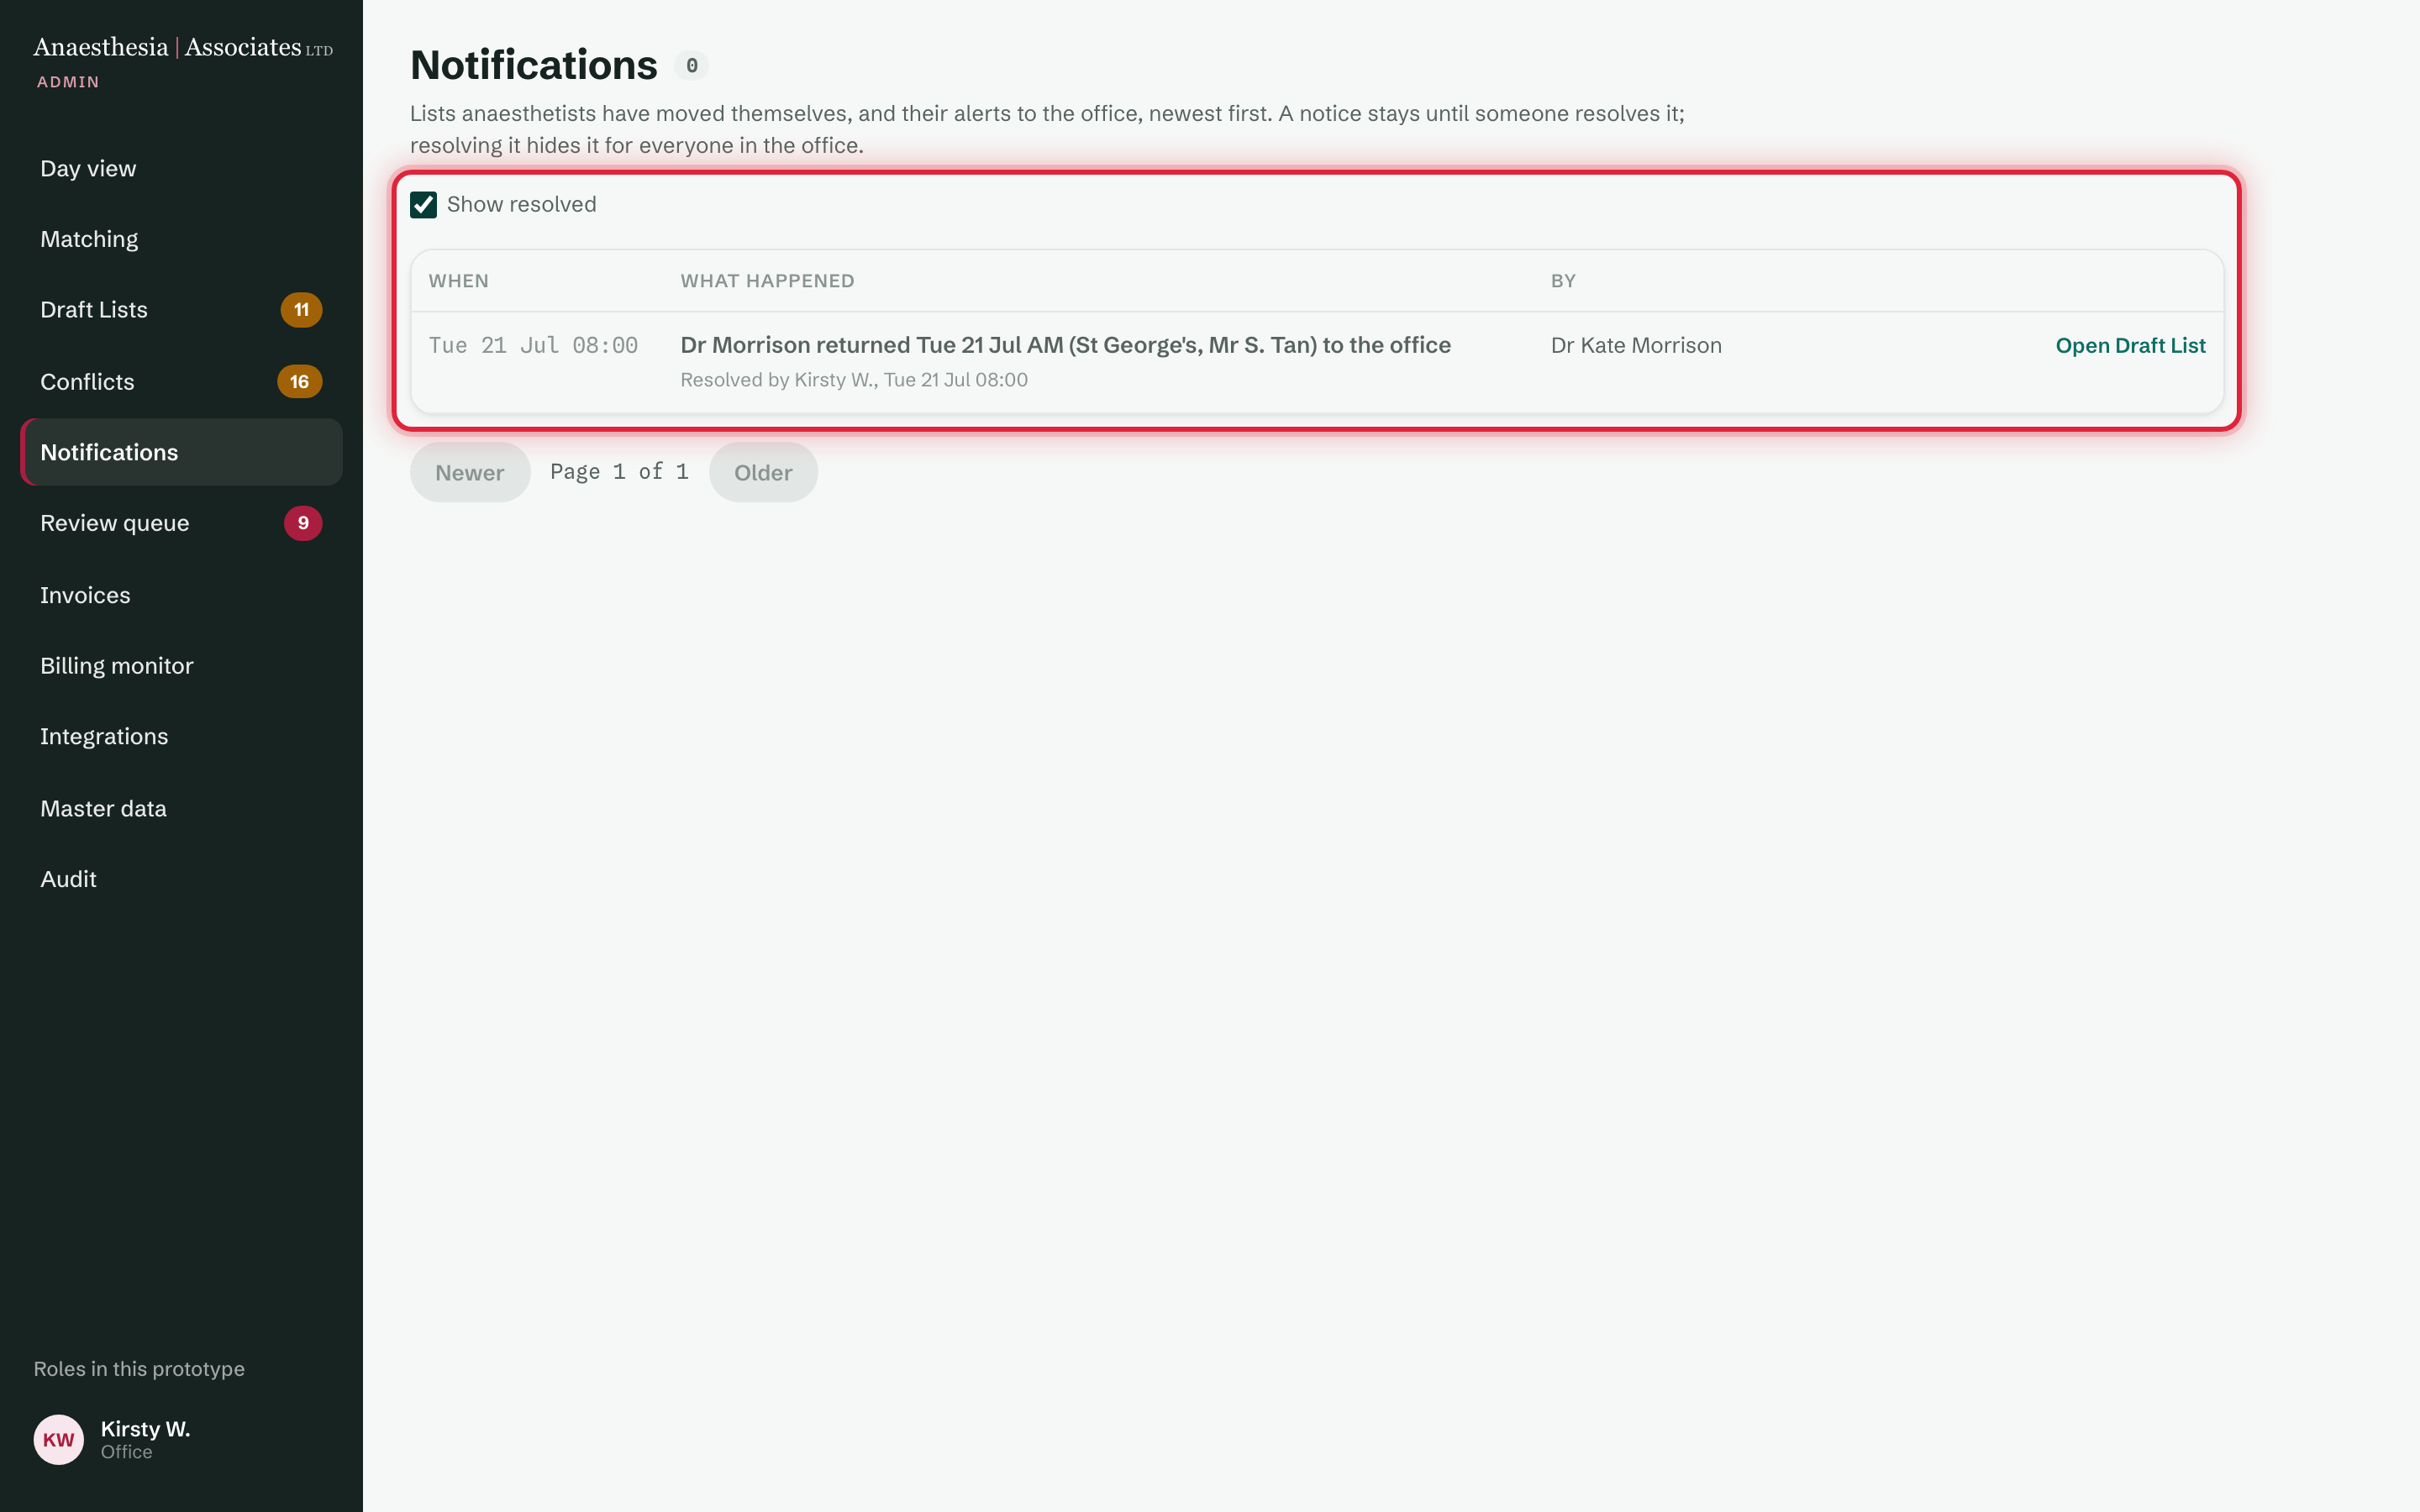 Anaesthesia | Associates LTD
ADMIN
Day view
Matching
Draft Lists 11
Conflicts 16
Notifications
Review queue 9
Invoices
Billing monitor
Integrations
Master data
Audit
Roles in this prototype
KW
Kirsty W.
Office
Notifications 0
Lists anaesthetists have moved themselves, and their alerts to the office, newest first. A notice stays until someone resolves it;
resolving it hides it for everyone in the office.
Show resolved
WHEN WHAT HAPPENED BY
Tue 21 Jul 08:00 Dr Morrison returned Tue 21 Jul AM (St George's, Mr S. Tan) to the office Dr Kate Morrison Open Draft List
Resolved by Kirsty W., Tue 21 Jul 08:00
Newer Page 1 of 1 Older